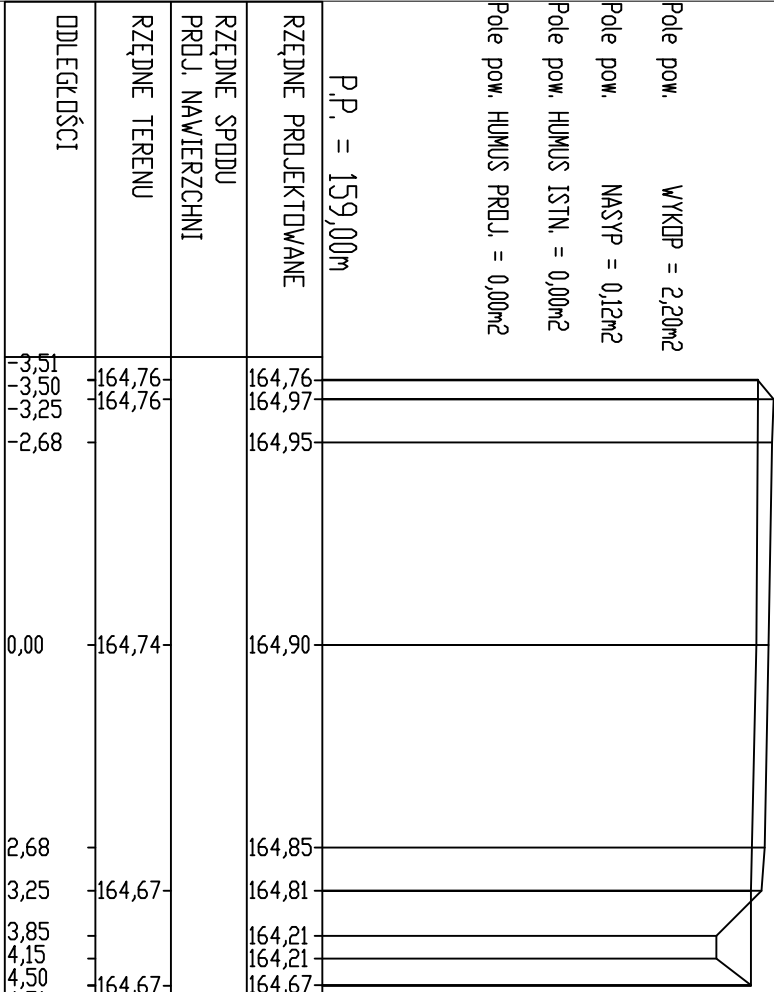 Pole pow. WYKOP = 2,20m2
Pole pow. NASYP = 0,12m2
Pole pow. HUMUS ISTN. = 0,00m2
Pole pow. HUMUS PROJ. = 0,00m2
P.P. = 159,00m
RZĘDNE PROJEKTOWANE
164,76
164,97
164,95
164,90
164,85
164,81
164,21
164,21
164,67
RZĘDNE SPODU
PROJ. NAWIERZCHNI
RZĘDNE TERENU
164,76
164,76
164,74
164,67
164,67
ODLEGŁOŚCI
-3,51
-3,50
-3,25
-2,68
0,00
2,68
3,25
3,85
4,15
4,50